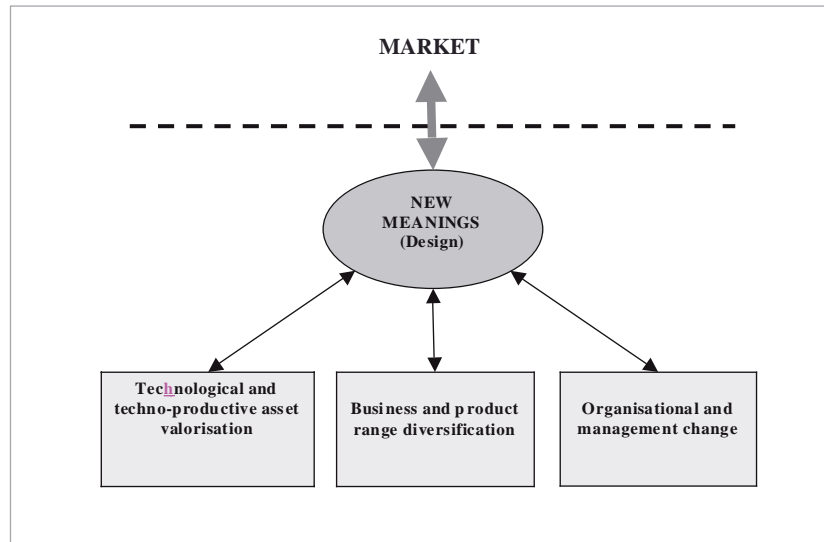 MARKET
NEW
MEANINGS
(Design)
Technological and
techno-productive asset
valorisation
Business and product
range diversification
Organisational and
management change